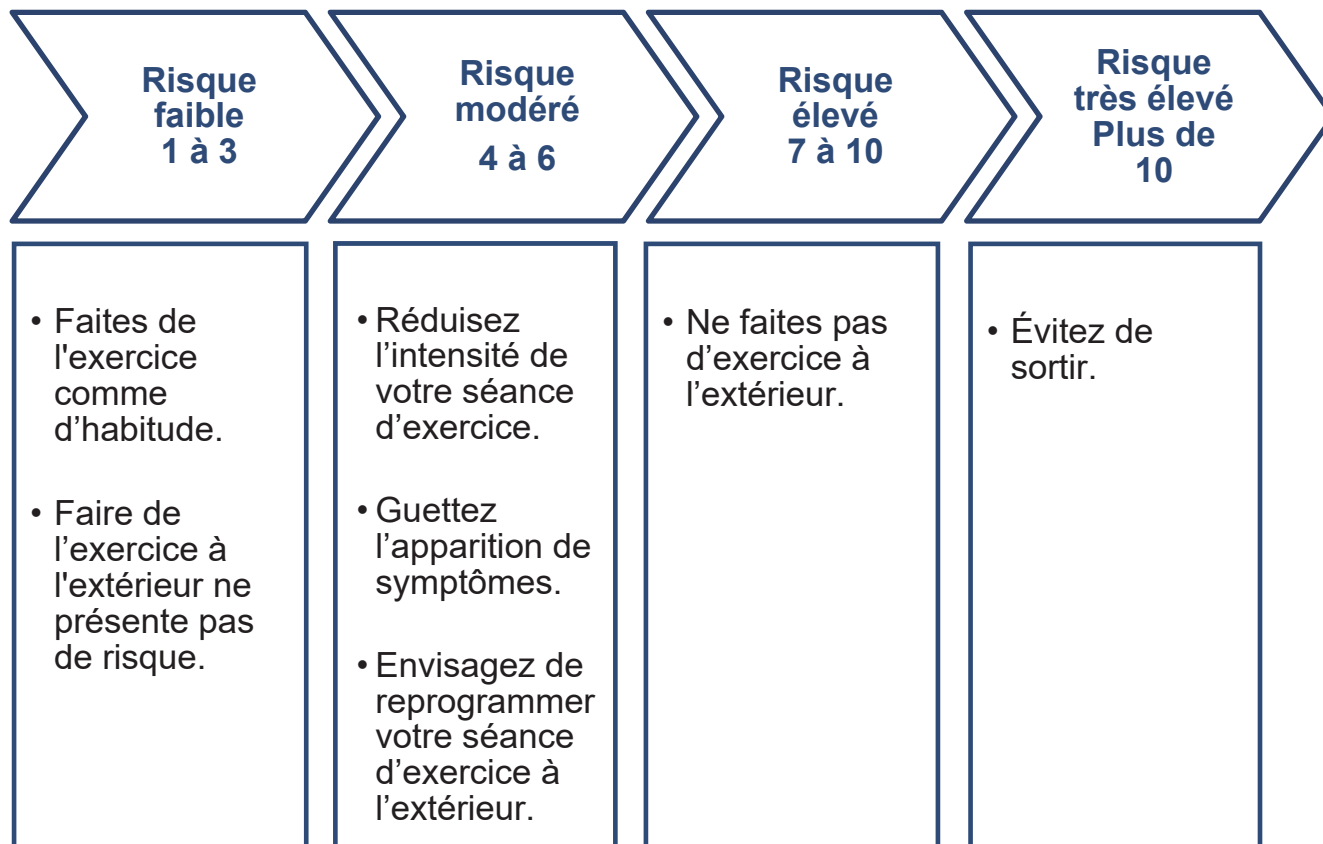 Risque
faible
1 à 3
Risque
modéré
4 à 6
Risque
élevé
7 à 10
Risque
très élevé
Plus de
10
• Faites de
l'exercice
comme
d’habitude.
• Faire de
l’exercice à
l'extérieur ne
présente pas
de risque.
• Réduisez
l’intensité de
votre séance
d’exercice.
• Guettez
l’apparition de
symptômes.
• Envisagez de
reprogrammer
votre séance
d’exercice à
l’extérieur.
• Ne faites pas
d’exercice à
l’extérieur.
• Évitez de
sortir.